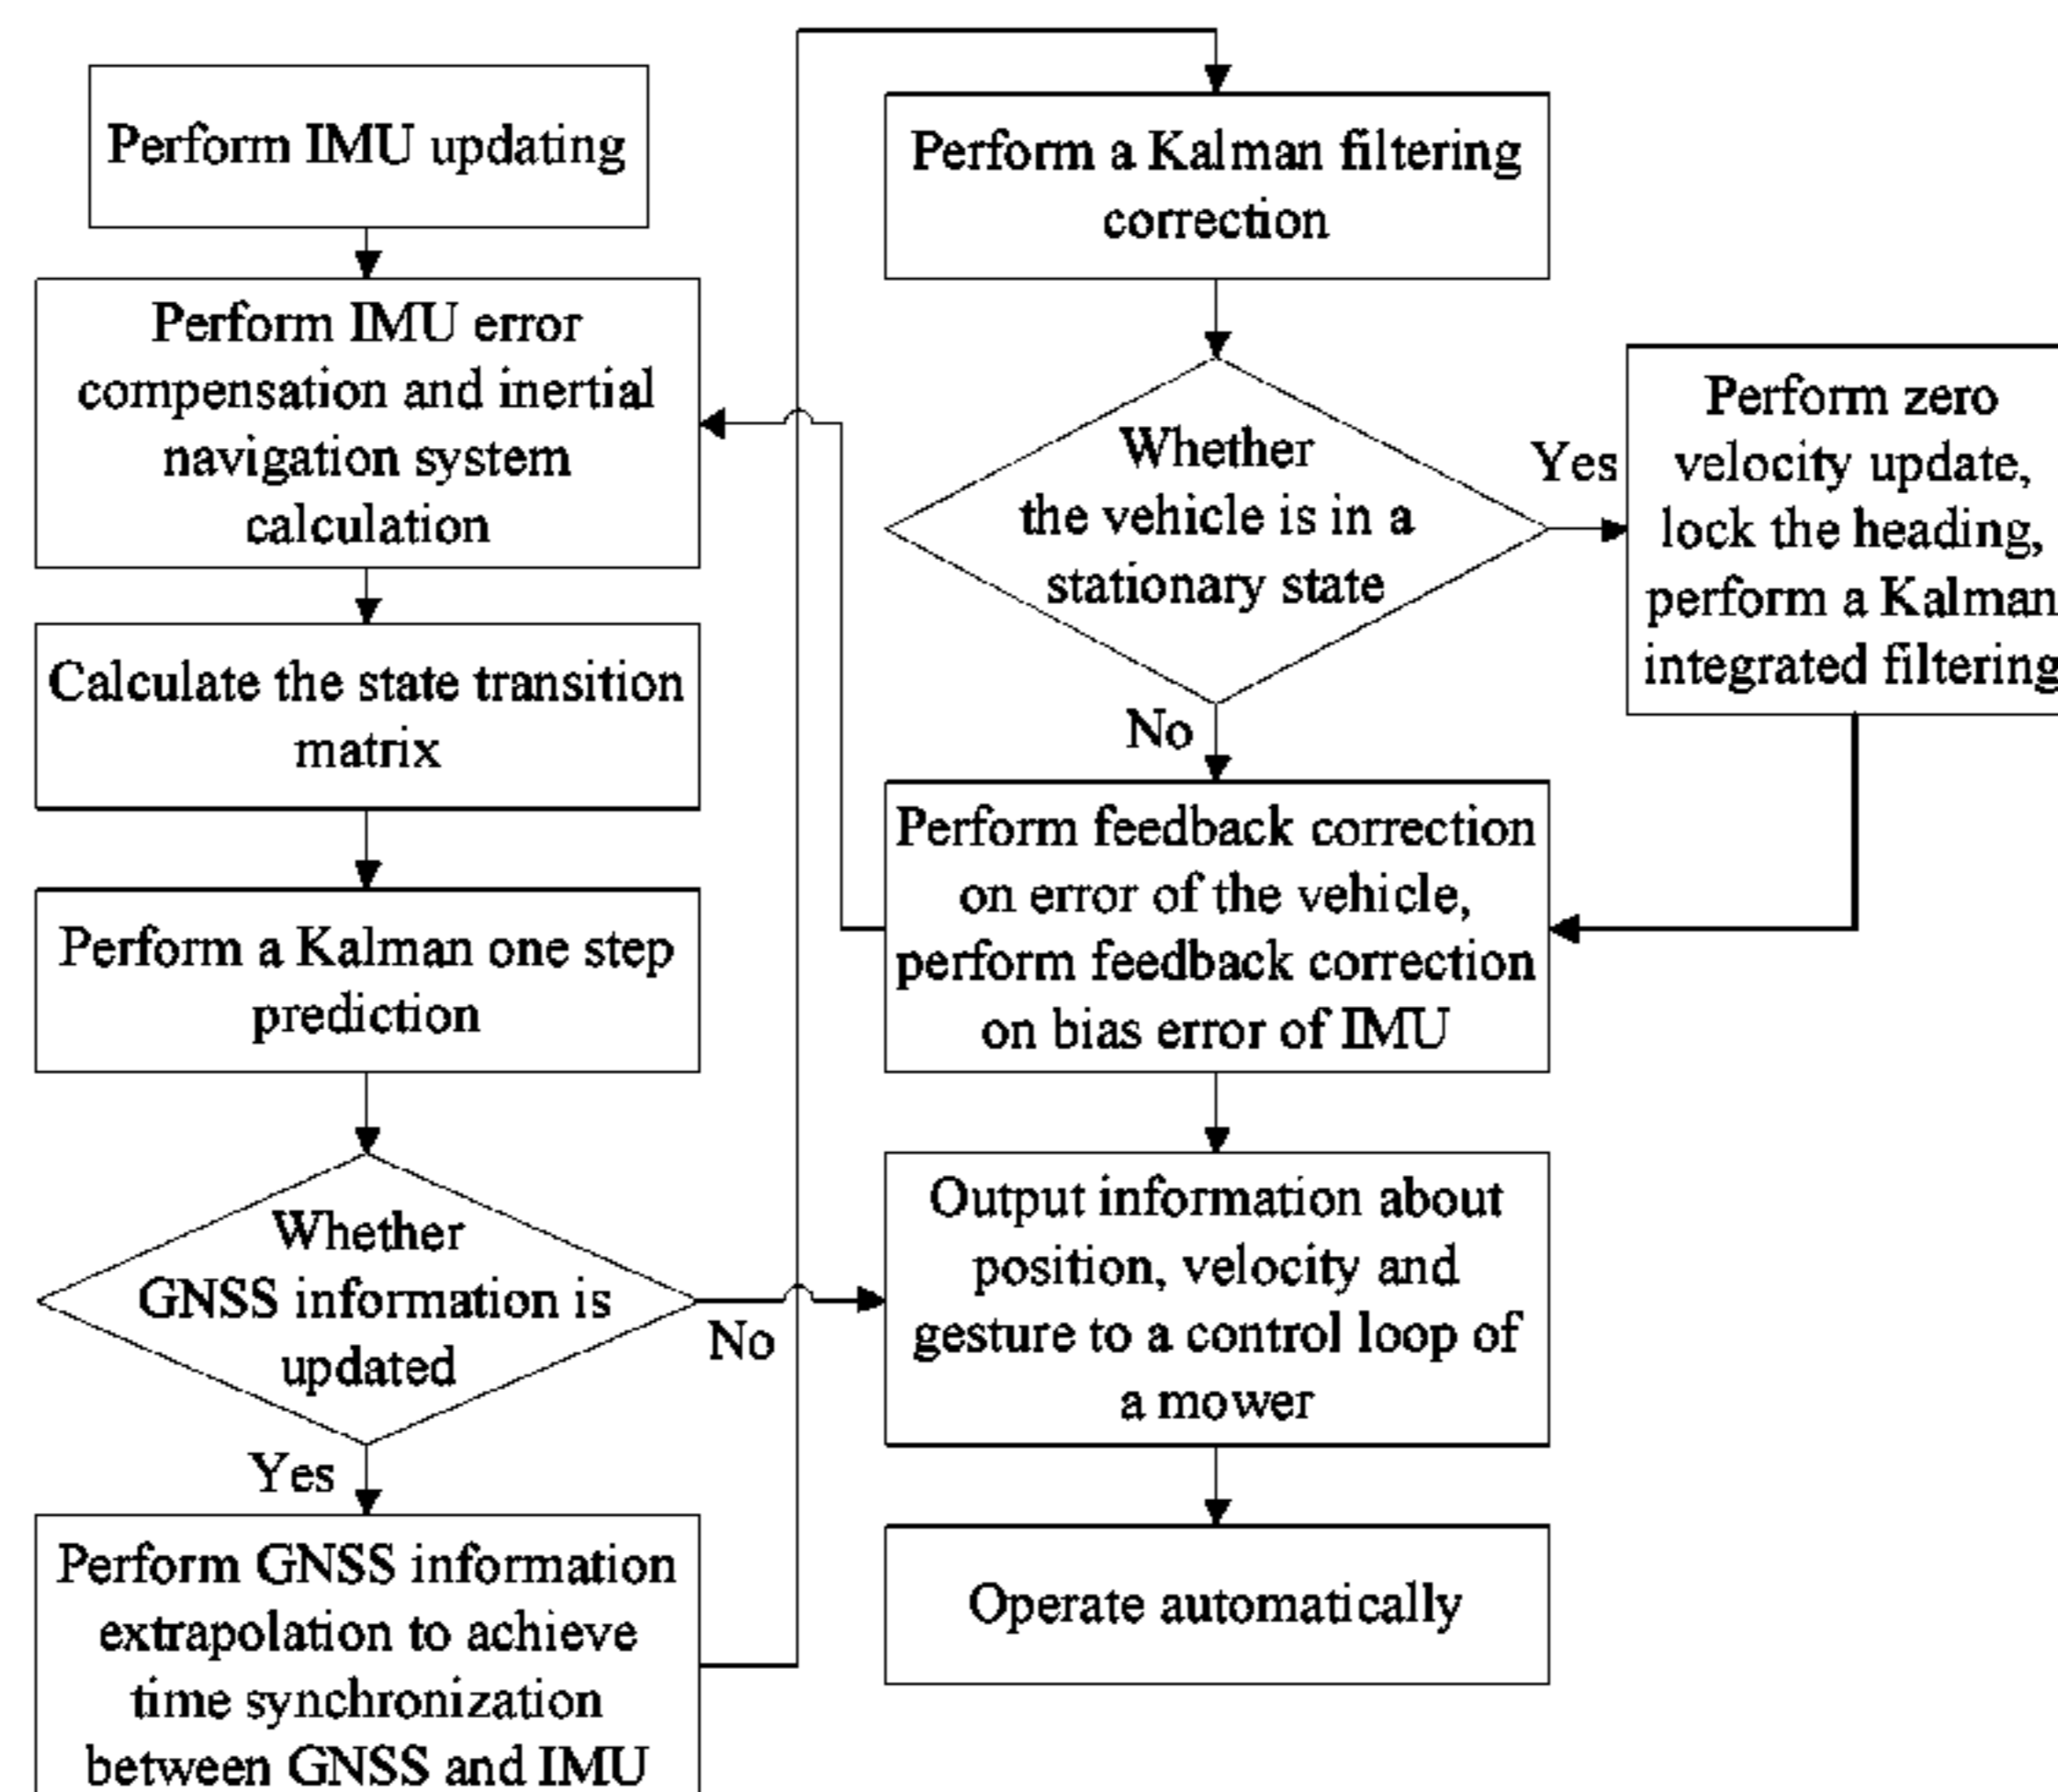 Perform IMU updating
Perform IMU error
compensation and inertial
navigation system
calculation
Calculate the state transition
matrix
Perform a Kalman one step
prediction
Whether
GNSS information is
updated
No
Yes
Perform GNSS information
extrapolation to achieve
time synchronization
between GNSS and IMU
Perform a Kalman filtering
correction
Whether
the vehicle is in a
stationary state
Yes
No
Perform zero
velocity update,
lock the heading,
perform a Kalman
integrated filtering
Perform feedback correction
on error of the vehicle,
perform feedback correction
on bias error of IMU
Output information about
position, velocity and
gesture to a control loop of
a mower
Operate automatically